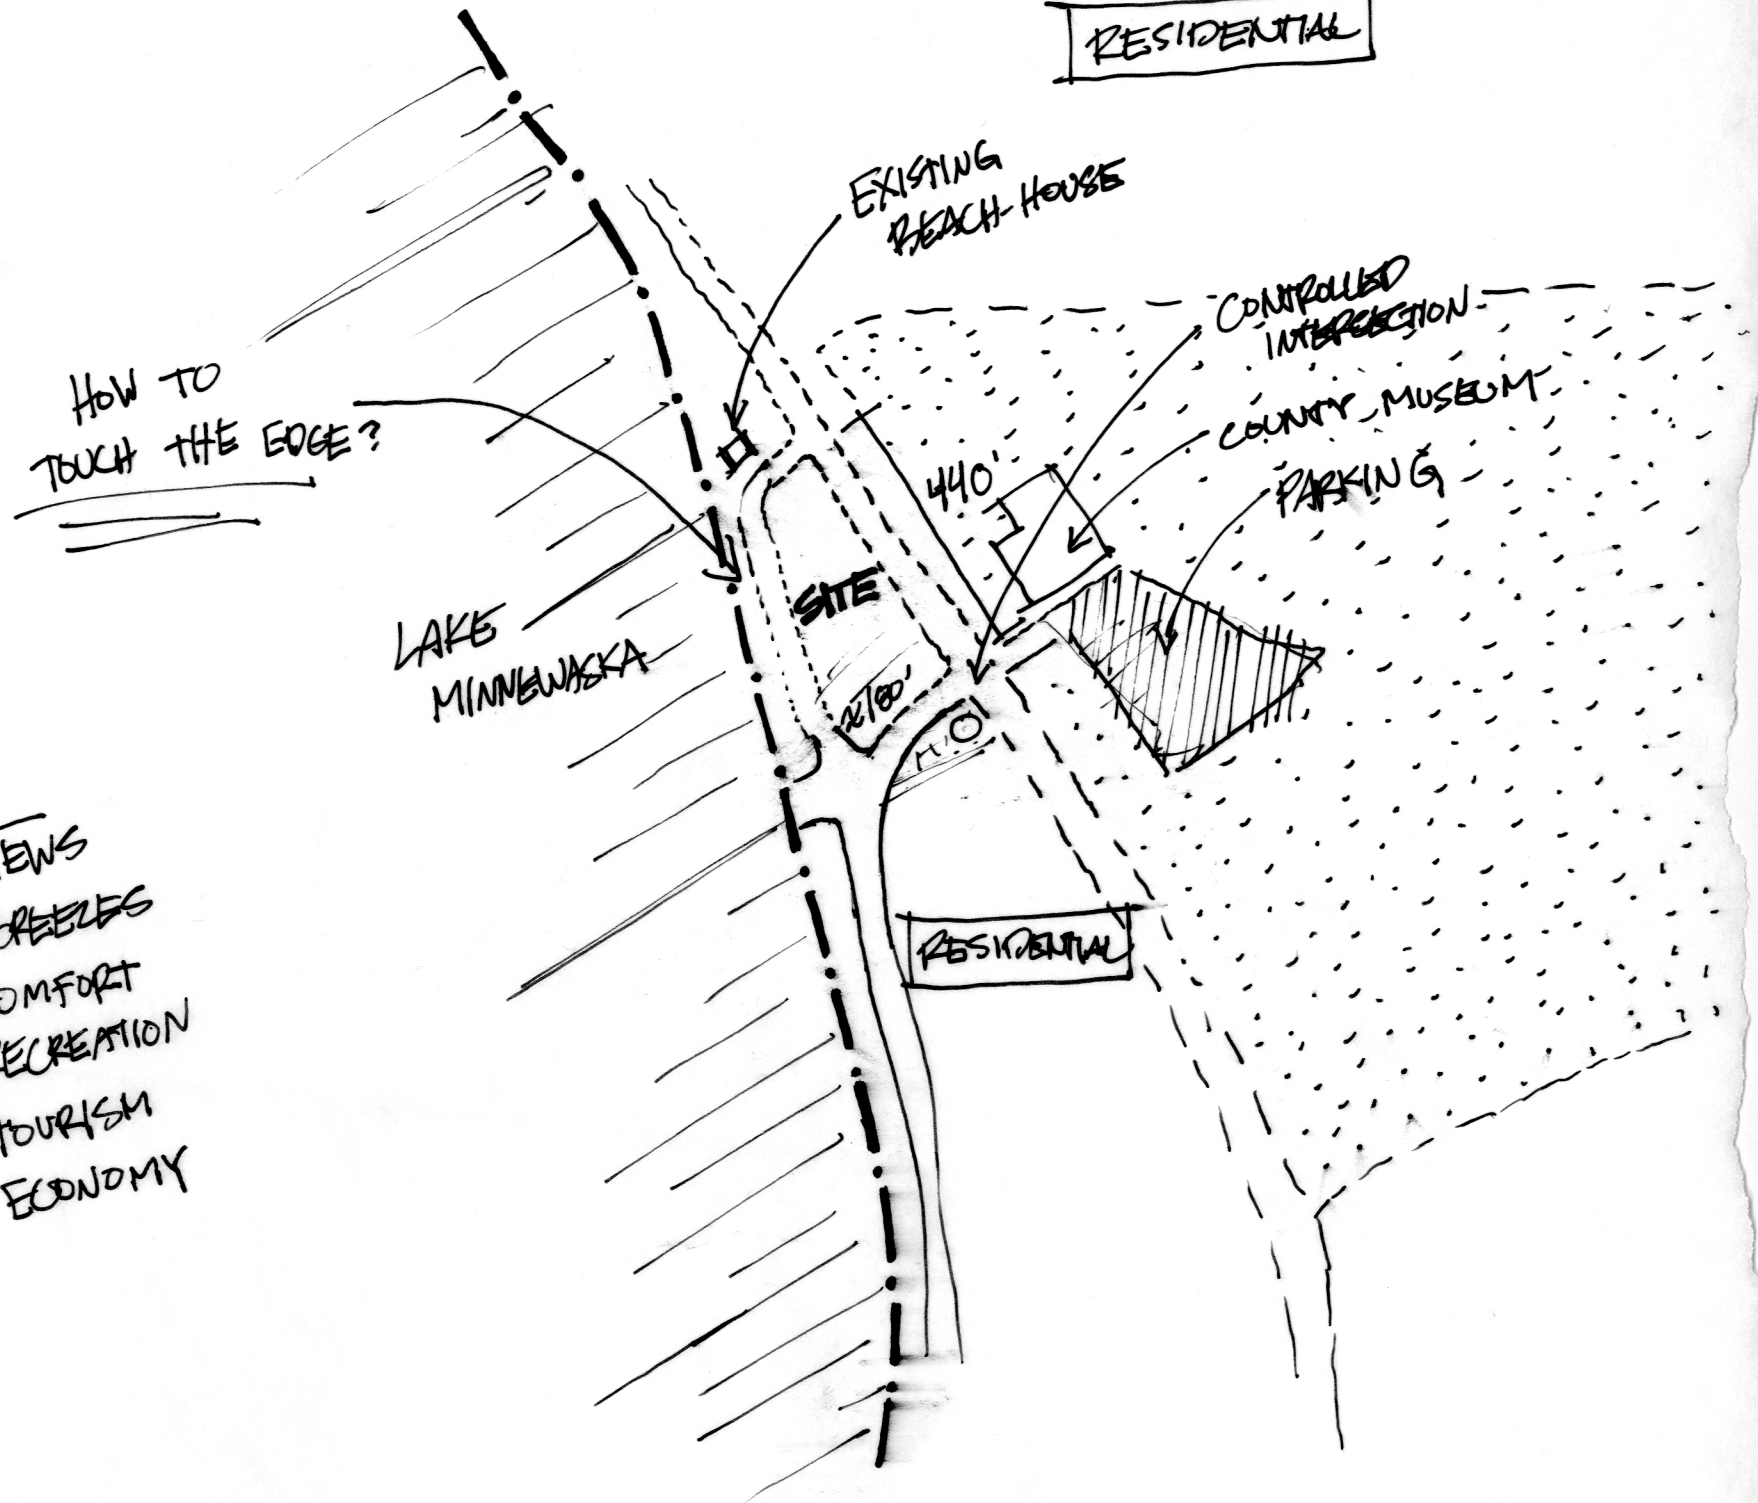 RESIDENTIAL
EXISTING
BEACH-HOUSE
CONTROLLED
INTERSECTION
COUNTY MUSEUM
PARKING
440'
HOW TO
TOUCH THE EDGE?
SITE
LAKE
MINNEWASKA
≈180'
RESIDENTIAL
EWS
REEZES
OMFORT
ECREATION
TOURISM
ECONOMY